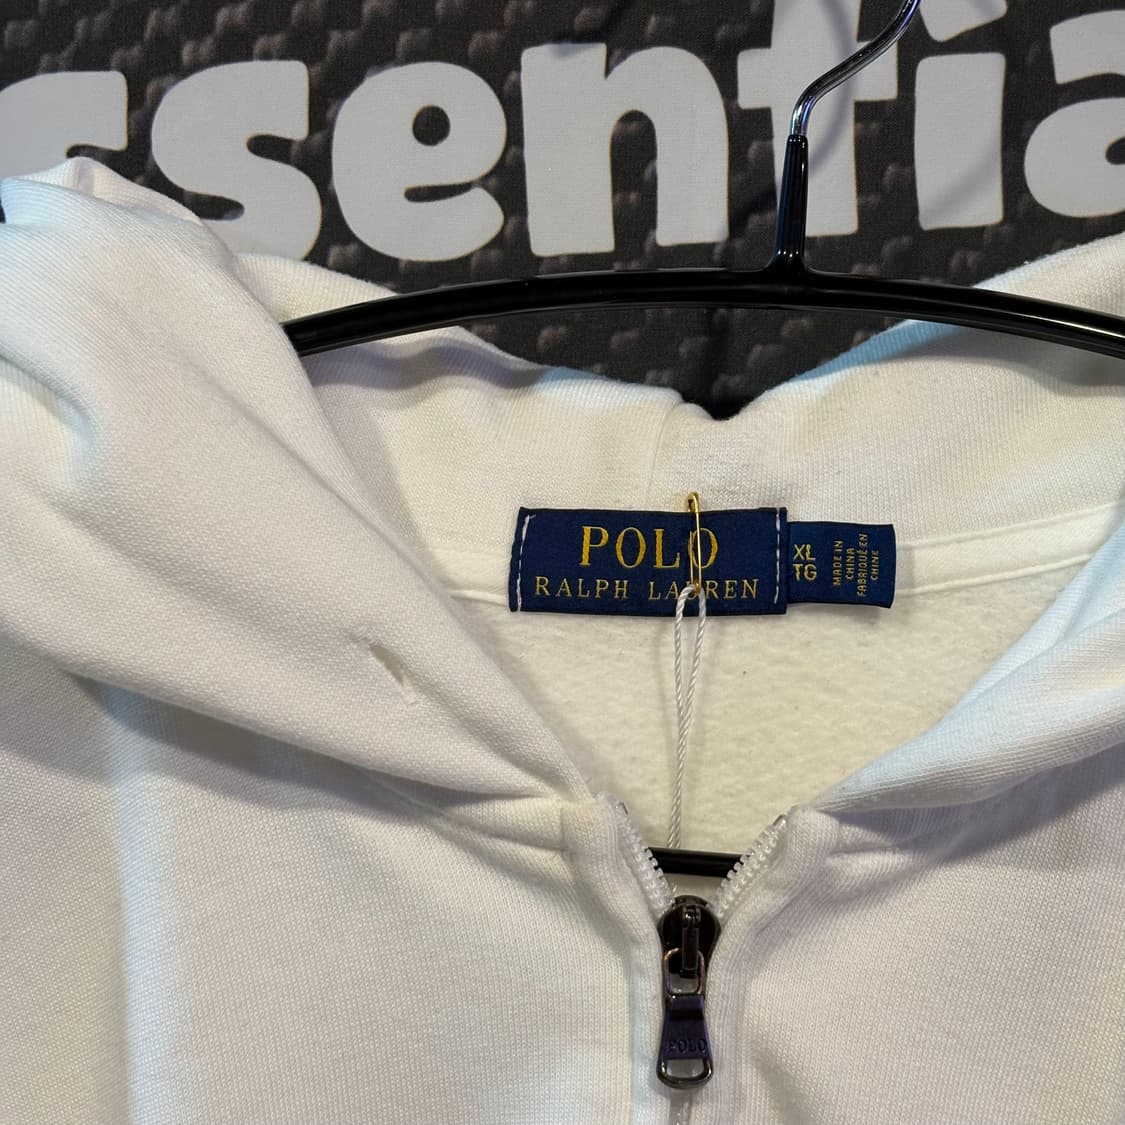 ssentia
POLO
RALPH LAUREN
XL
TG
MADE IN
CHINA
FABRIQUÉ EN
CHINE
POLO